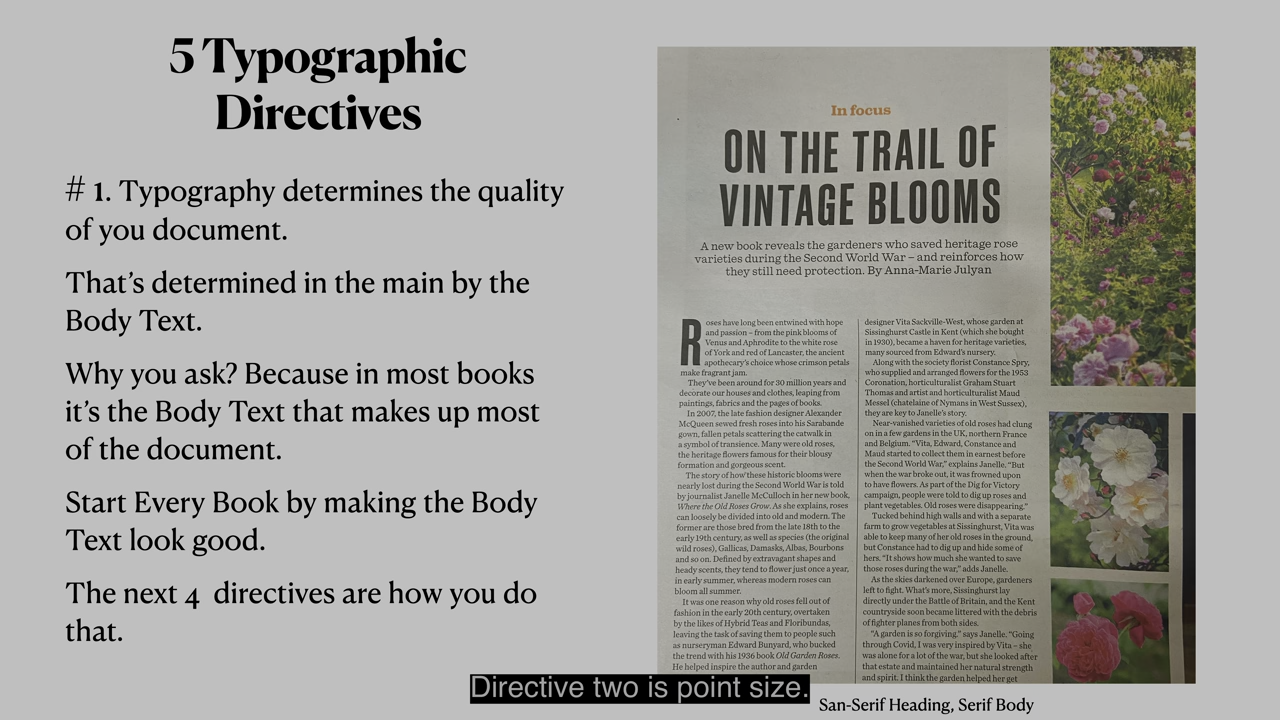 5 Typographic
Directives
# 1. Typography determines the quality
of you document.
That’s determined in the main by the
Body Text.
Why you ask? Because in most books
it’s the Body Text that makes up most
of the document.
Start Every Book by making the Body
Text look good.
The next 4 directives are how you do
that.
In focus
ON THE TRAIL OF
VINTAGE BLOOMS
A new book reveals the gardeners who saved heritage rose
varieties during the Second World War – and reinforces how
they still need protection. By Anna-Marie Julyan
Roses have long been entwined with hope
and passion – from the pink blooms of
Venus and Aphrodite to the white rose
of York and red of Lancaster, the ancient
apothecary’s choice whose crimson petals
make fragrant jam.
They’ve been around for 30 million years and
decorate our houses and clothes, leaping from
paintings, fabrics and the pages of books.
In 2007, the late fashion designer Alexander
McQueen sewed fresh roses into his Sarabande
gown, fallen petals scattering the catwalk in
a symbol of transience. Many were old roses,
the heritage flowers famous for their blousy
formation and gorgeous scent.
The story of how these historic blooms were
nearly lost during the Second World War is told
by journalist Janelle McCulloch in her new book,
Where the Old Roses Grow. As she explains, roses
can loosely be divided into old and modern. The
former are those bred from the late 18th to the
early 19th century, as well as species (the original
wild roses), Gallicas, Damasks, Albas, Bourbons
and so on. Defined by extravagant shapes and
heady scents, they tend to flower just once a year,
in early summer, whereas modern roses can
bloom all summer.
It was one reason why old roses fell out of
fashion in the early 20th century, overtaken
by the likes of Hybrid Teas and Floribundas,
leaving the task of saving them to people such
as nurseryman Edward Bunyard, who bucked
the trend with his 1936 book Old Garden Roses.
He helped inspire the author and garden
designer Vita Sackville-West, whose garden at
Sissinghurst Castle in Kent (which she bought
in 1930), became a haven for heritage varieties,
many sourced from Edward’s nursery.
Along with the society florist Constance Spry,
who supplied and arranged flowers for the 1953
Coronation, horticulturalist Graham Stuart
Thomas and artist and horticulturalist Maud
Messel (chatelaine of Nymans in West Sussex),
they are key to Janelle’s story.
Near-vanished varieties of old roses had clung
on in a few gardens in the UK, northern France
and Belgium. “Vita, Edward, Constance and
Maud started to collect them in earnest before
the Second World War,” explains Janelle. “But
when the war broke out, it was frowned upon
to have flowers. As part of the Dig for Victory
campaign, people were told to dig up roses and
plant vegetables. Old roses were disappearing.”
Tucked behind high walls and with a separate
farm to grow vegetables at Sissinghurst, Vita was
able to keep many of her old roses in the ground,
but Constance had to dig up and hide some of
hers. “It shows how much she wanted to save
those roses during the war,” adds Janelle.
As the skies darkened over Europe, gardeners
left to fight. What’s more, Sissinghurst lay
directly under the Battle of Britain, and the Kent
countryside soon became littered with the debris
of fighter planes from both sides.
“A garden is so forgiving,” says Janelle. “Going
through Covid, I was very inspired by Vita – she
was alone for a lot of the war, but she looked after
that estate and maintained her natural strength
and spirit. I think the garden helped her get
Directive two is point size.
San-Serif Heading, Serif Body